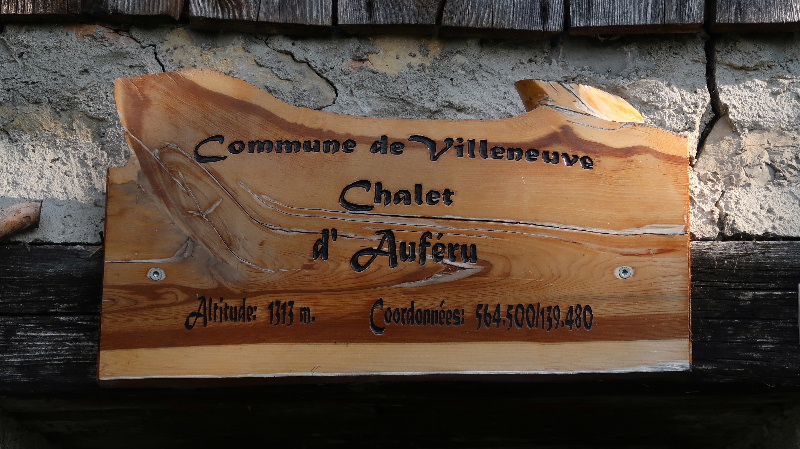 Commune de Villeneuve
Chalet
d' Auféru
Altitude: 1313 m. Coordonnées: 564.500/139.480